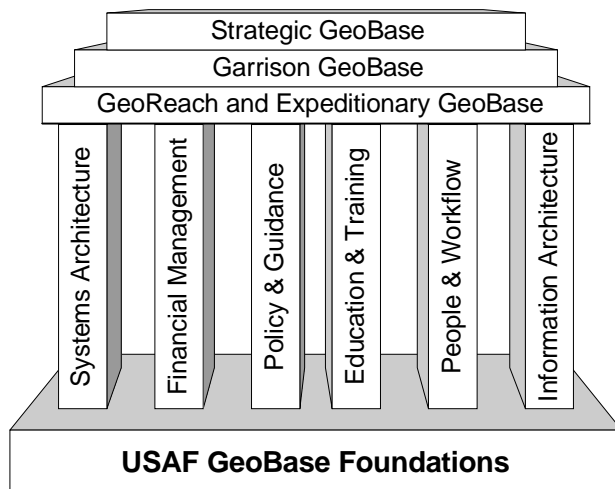 Strategic GeoBase
Garrison GeoBase
GeoReach and Expeditionary GeoBase
Systems Architecture
Financial Management
Policy & Guidance
Education & Training
People & Workflow
Information Architecture
USAF GeoBase Foundations